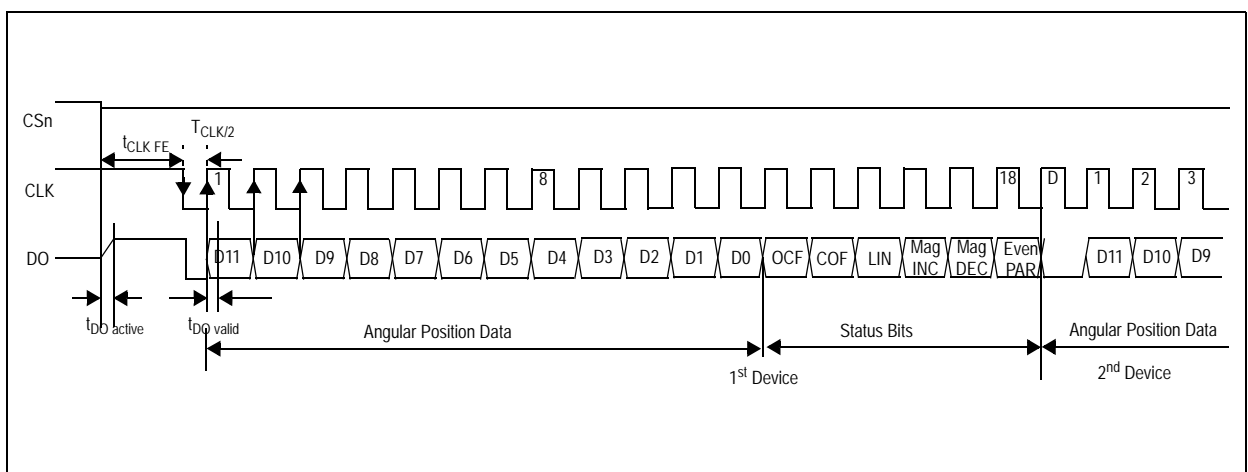 CSn
tCLK FE
TCLK/2
CLK
1
8
18
D
1
2
3
DO
D11
D10
D9
D8
D7
D6
D5
D4
D3
D2
D1
D0
OCF
COF
LIN
Mag
INC
Mag
DEC
Even
PAR
D11
D10
D9
tDO active
tDO valid
Angular Position Data
Status Bits
Angular Position Data
1st Device
2nd Device